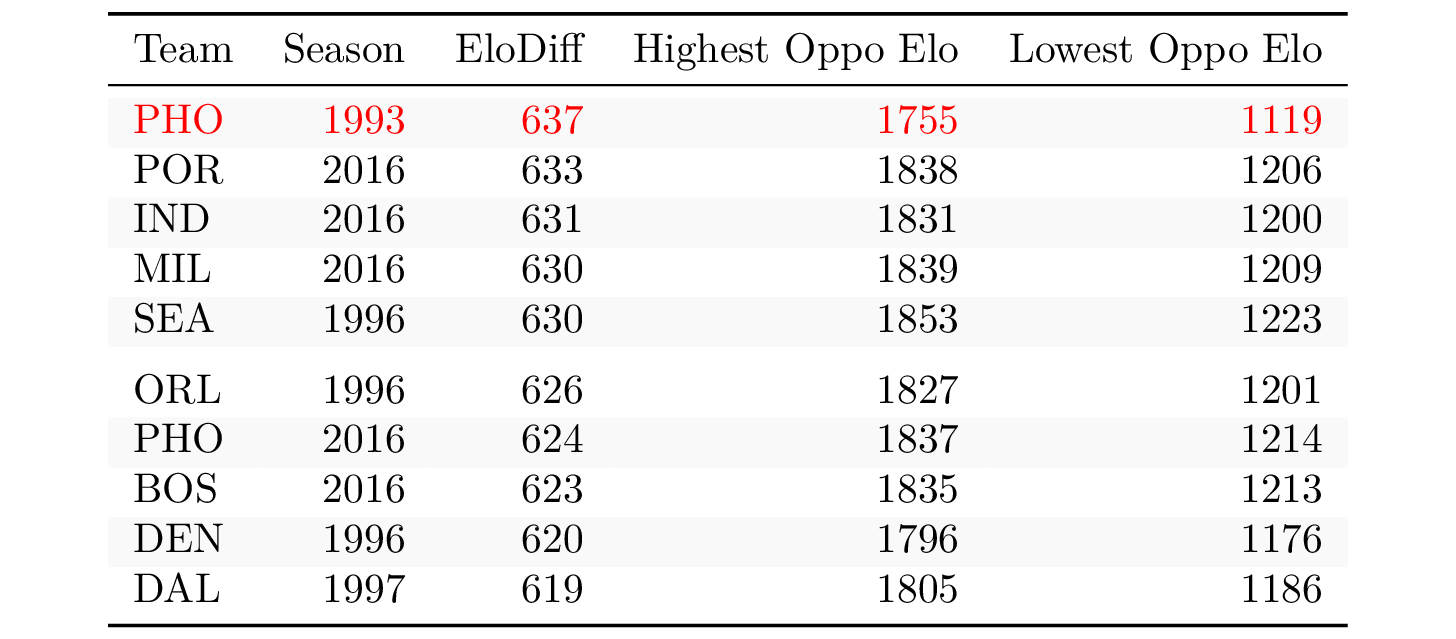 Team Season EloDiff Highest Oppo Elo Lowest Oppo Elo
PHO 1993 637 1755 1119
POR 2016 633 1838 1206
IND 2016 631 1831 1200
MIL 2016 630 1839 1209
SEA 1996 630 1853 1223
ORL 1996 626 1827 1201
PHO 2016 624 1837 1214
BOS 2016 623 1835 1213
DEN 1996 620 1796 1176
DAL 1997 619 1805 1186